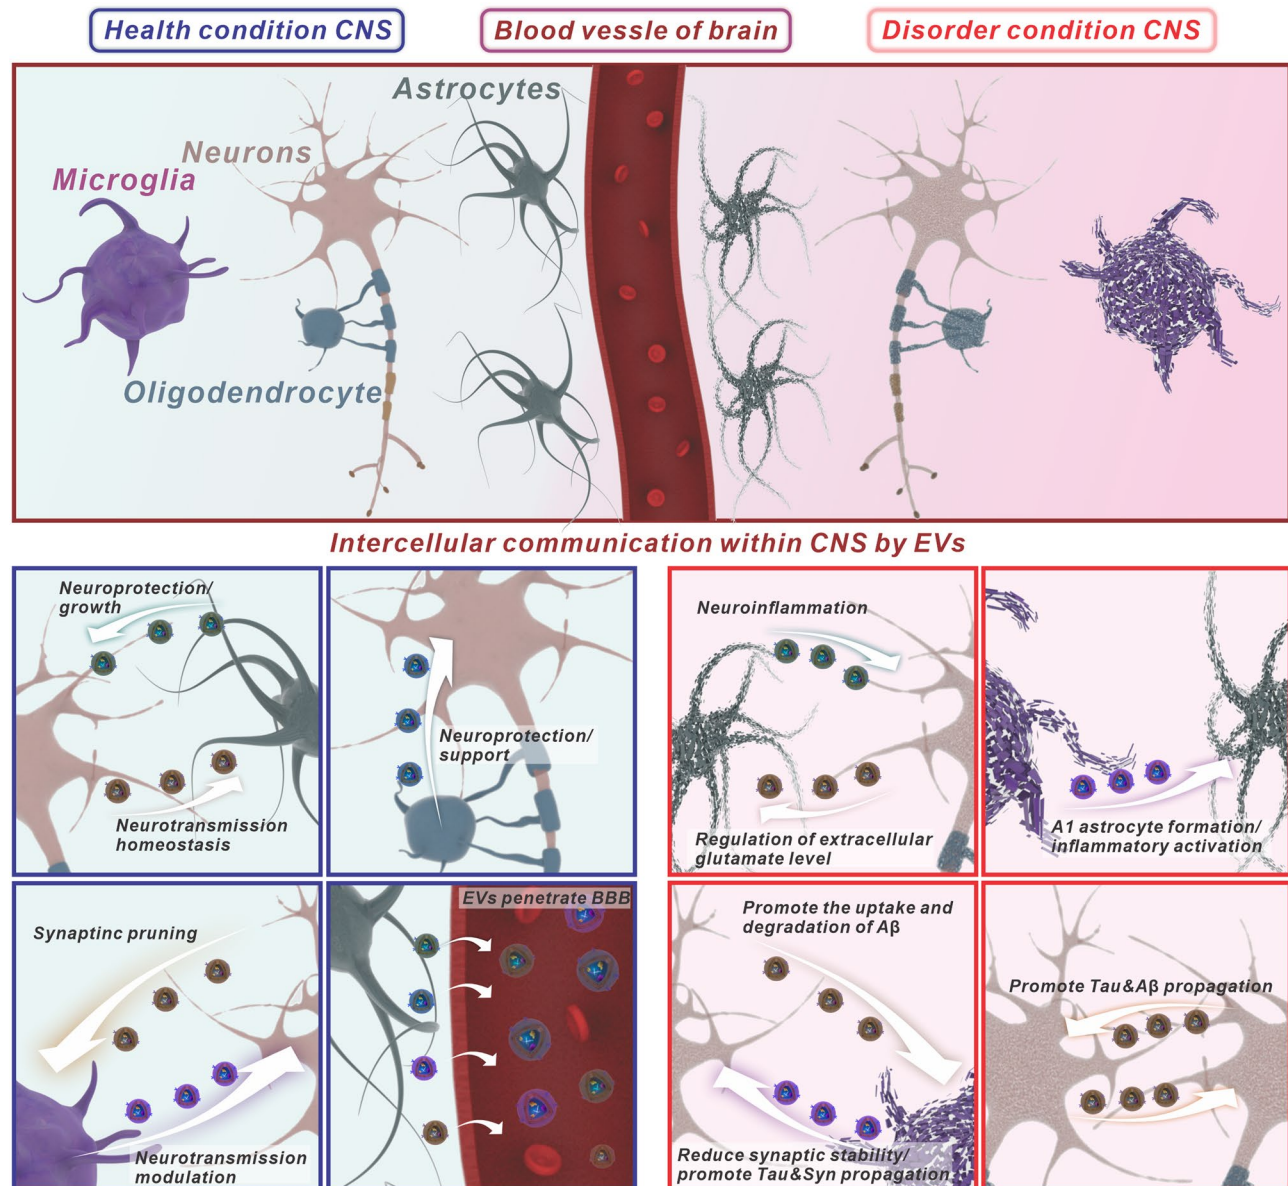 Health condition CNS
Blood vessle of brain
Disorder condition CNS
Astrocytes
Neurons
Microglia
Oligodendrocyte
Intercellular communication within CNS by EVs
Neuroprotection/
growth
Neurotransmission
homeostasis
Neuroprotection/
support
Neuroinflammation
Regulation of extracellular
glutamate level
A1 astrocyte formation/
inflammatory activation
Synaptinc pruning
Neurotransmission
modulation
EVs penetrate BBB
Promote the uptake and
degradation of Aβ
Reduce synaptic stability/
promote Tau&Syn propagation
Promote Tau&Aβ propagation